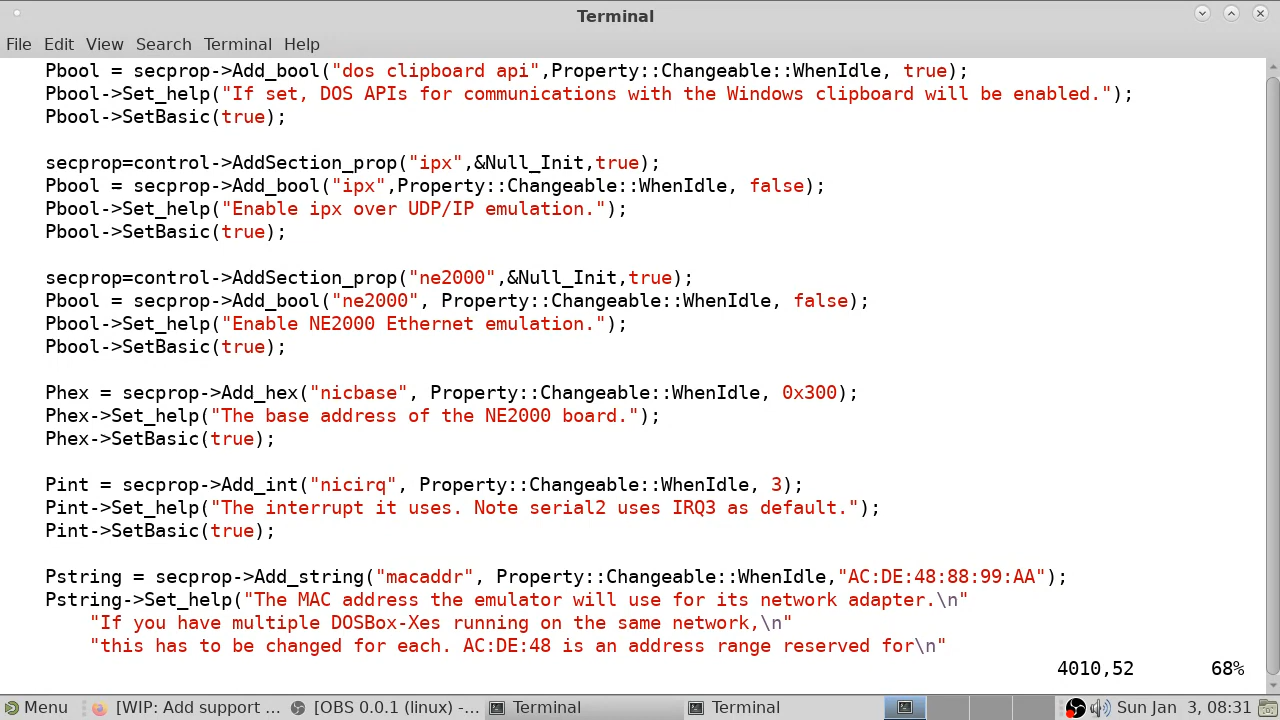 Terminal
File Edit View Search Terminal Help
Pbool = secprop->Add_bool("dos clipboard api",Property::Changeable::WhenIdle, true);
Pbool->Set_help("If set, DOS APIs for communications with the Windows clipboard will be enabled.");
Pbool->SetBasic(true);
secprop=control->AddSection_prop("ipx",&Null_Init,true);
Pbool = secprop->Add_bool("ipx",Property::Changeable::WhenIdle, false);
Pbool->Set_help("Enable ipx over UDP/IP emulation.");
Pbool->SetBasic(true);
secprop=control->AddSection_prop("ne2000",&Null_Init,true);
Pbool = secprop->Add_bool("ne2000", Property::Changeable::WhenIdle, false);
Pbool->Set_help("Enable NE2000 Ethernet emulation.");
Pbool->SetBasic(true);
Phex = secprop->Add_hex("nicbase", Property::Changeable::WhenIdle, 0x300);
Phex->Set_help("The base address of the NE2000 board.");
Phex->SetBasic(true);
Pint = secprop->Add_int("nicirq", Property::Changeable::WhenIdle, 3);
Pint->Set_help("The interrupt it uses. Note serial2 uses IRQ3 as default.");
Pint->SetBasic(true);
Pstring = secprop->Add_string("macaddr", Property::Changeable::WhenIdle,"AC:DE:48:88:99:AA");
Pstring->Set_help("The MAC address the emulator will use for its network adapter.\n"
"If you have multiple DOSBox-Xes running on the same network,\n"
"this has to be changed for each. AC:DE:48 is an address range reserved for\n"
4010,52 68%
Menu [WIP: Add support ... [OBS 0.0.1 (linux) -... Terminal Terminal Sun Jan 3, 08:31